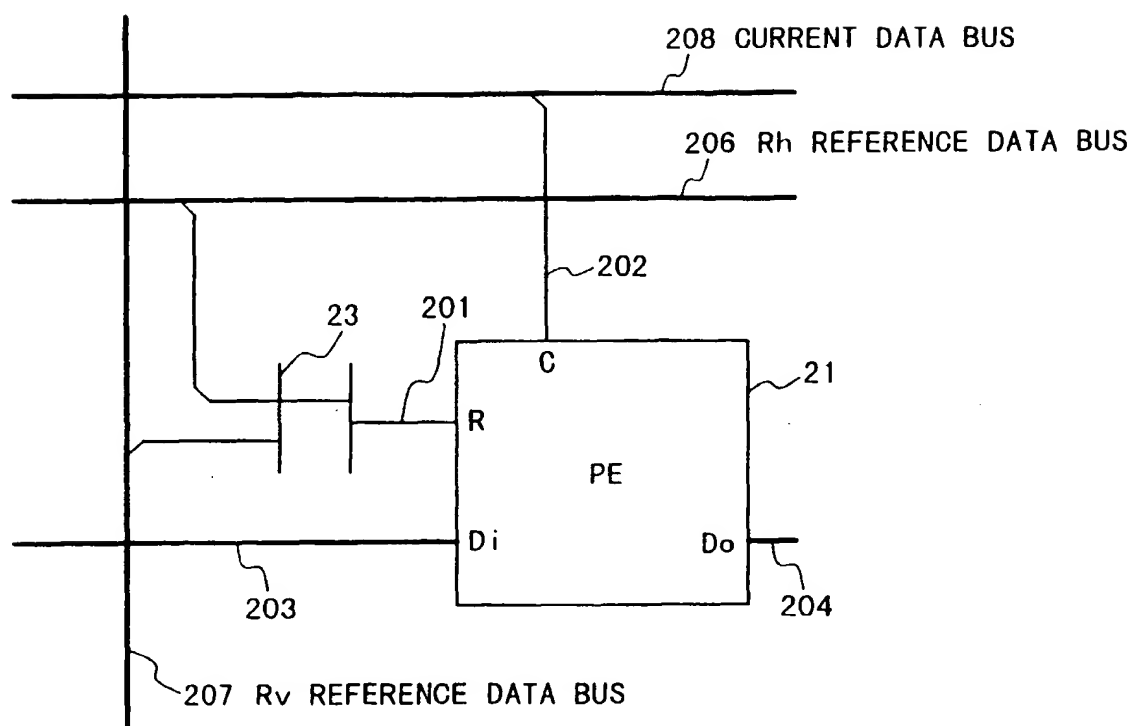 208 CURRENT DATA BUS
206 Rh REFERENCE DATA BUS
202
23
201
C
21
R
PE
Di
Do
203
204
207 Rv REFERENCE DATA BUS